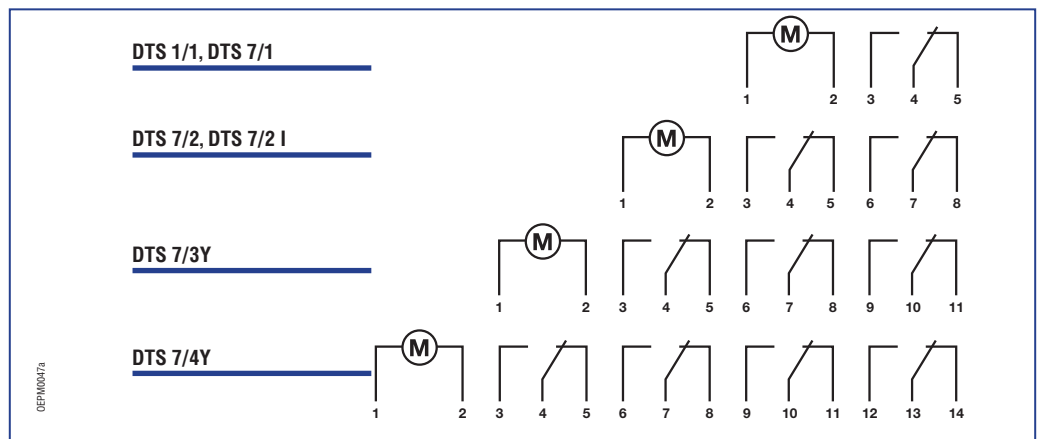 DTS 1/1, DTS 7/1
M
1 2 3 4 5
DTS 7/2, DTS 7/2 I
M
1 2 3 4 5 6 7 8
DTS 7/3Y
M
1 2 3 4 5 6 7 8 9 10 11
DTS 7/4Y
M
1 2 3 4 5 6 7 8 9 10 11 12 13 14
OEPM0047a